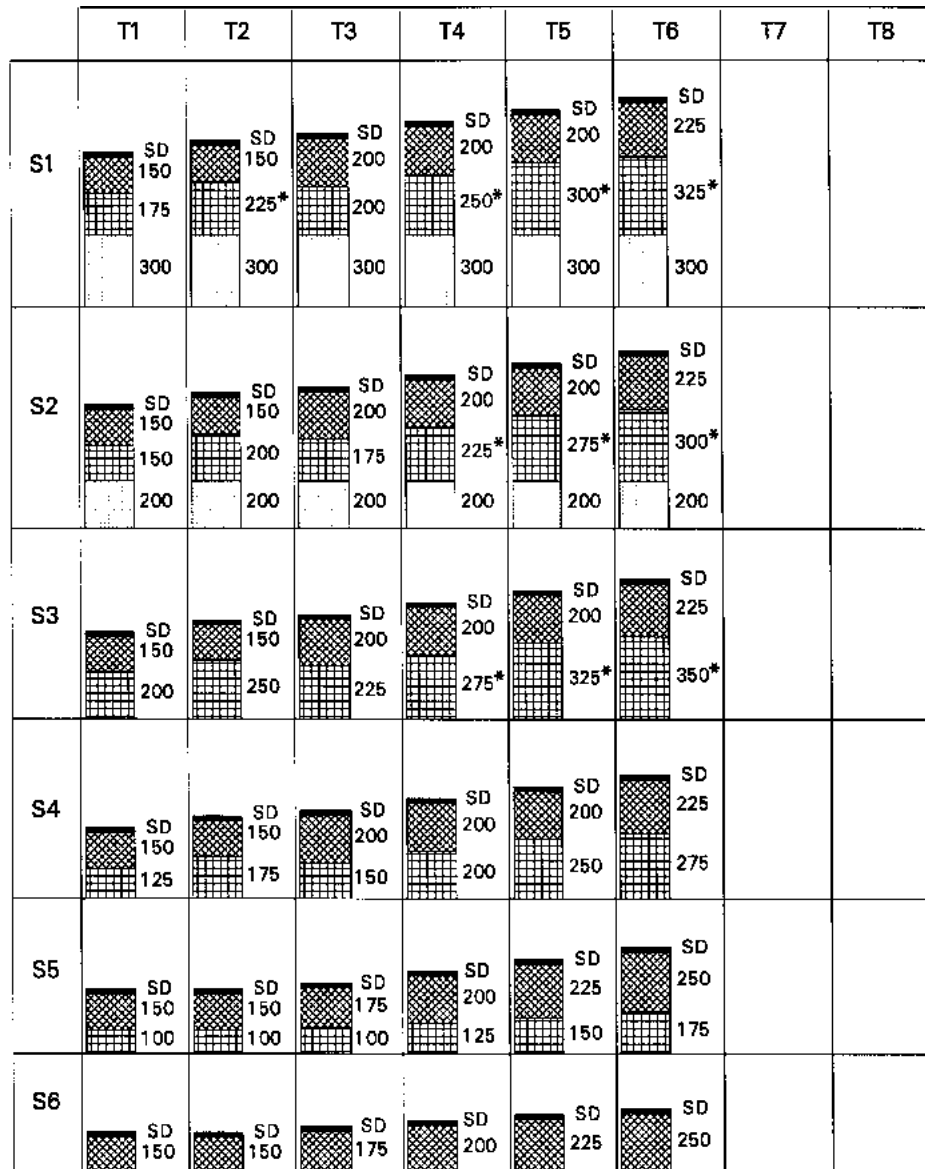 T1 T2 T3 T4 T5 T6 T7 T8
S1
SD SD SD SD SD SD
150 150 200 200 200 225
175 225* 200 250* 300* 325*
300 300 300 300 300 300
S2
SD SD SD SD SD SD
150 150 200 200 200 225
150 200 175 225* 275* 300*
200 200 200 200 200 200
S3
SD SD SD SD SD SD
150 150 200 200 200 225
200 250 225 275* 325* 350*
S4
SD SD SD SD SD SD
150 150 200 200 200 225
125 175 150 200 250 275
S5
SD SD SD SD SD SD
150 150 175 200 225 250
100 100 100 125 150 175
S6
SD SD SD SD SD SD
150 150 175 200 225 250